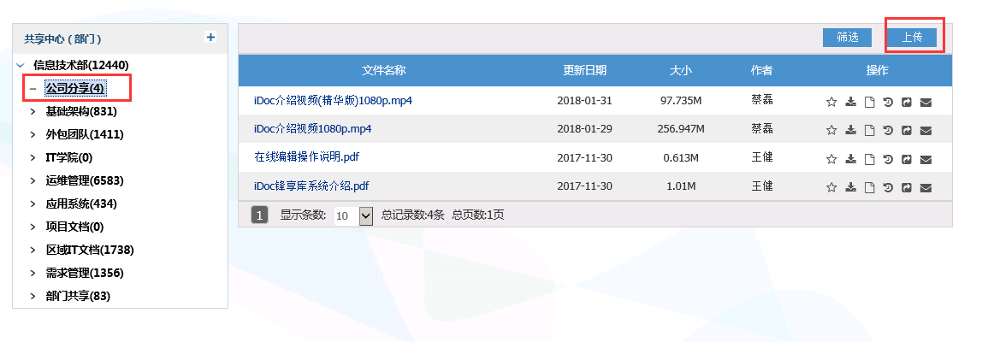 共享中心（部门）
信息技术部(12440)
公司分享(4)
基础架构(831)
外包团队(1411)
IT学院(0)
运维管理(6583)
应用系统(434)
项目文档(0)
区域IT文档(1738)
需求管理(1356)
部门共享(83)
筛选 上传
文件名称 更新日期 大小 作者 操作
iDoc介绍视频(精华版)1080p.mp4 2018-01-31 97.735M 蔡磊
iDoc介绍视频1080p.mp4 2018-01-29 256.947M 蔡磊
在线编辑操作说明.pdf 2017-11-30 0.613M 王健
iDoc锋享库系统介绍.pdf 2017-11-30 1.01M 王健
1 显示条数: 10 总记录数:4条 总页数:1页